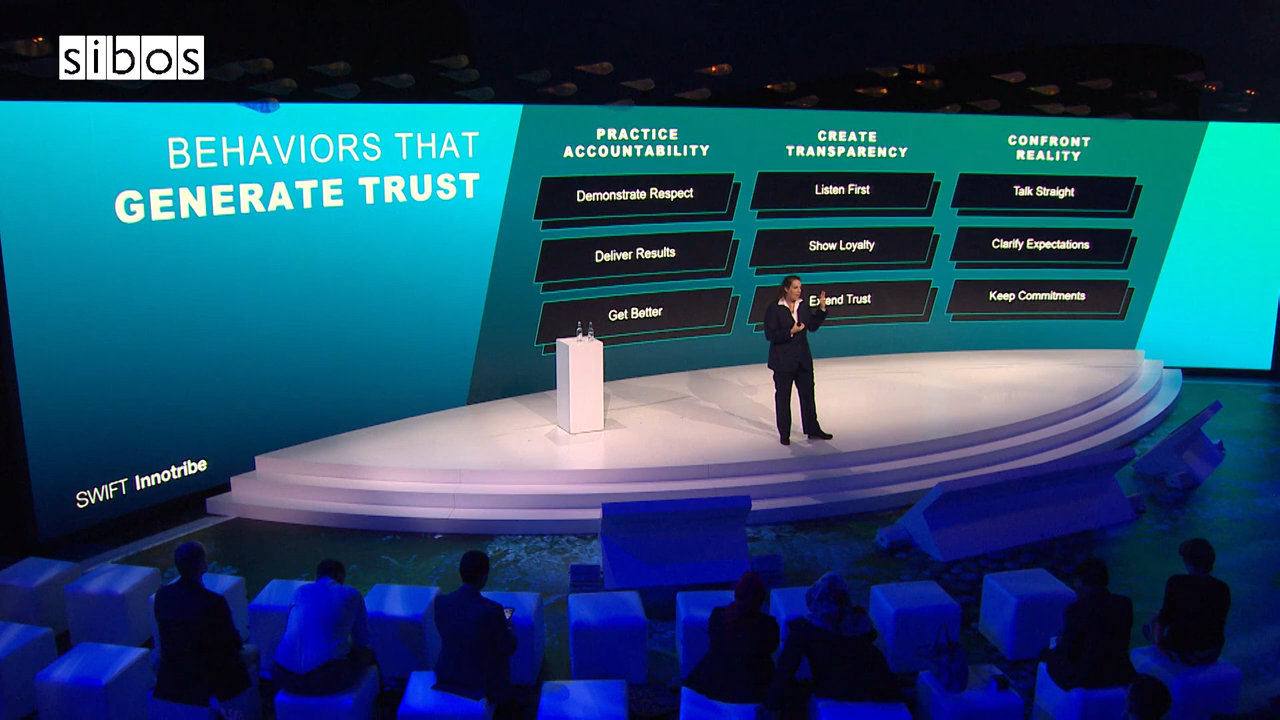 sibos
BEHAVIORS THAT
GENERATE TRUST
PRACTICE
ACCOUNTABILITY
Demonstrate Respect
Deliver Results
Get Better
CREATE
TRANSPARENCY
Listen First
Show Loyalty
Extend Trust
CONFRONT
REALITY
Talk Straight
Clarify Expectations
Keep Commitments
SWIFT Innotribe